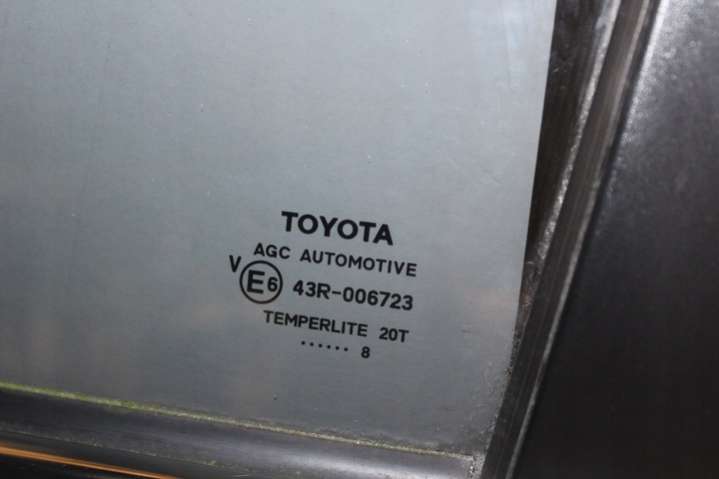 TOYOTA
AGC AUTOMOTIVE
V E6 43R-006723
TEMPERLITE 20T
...... 8